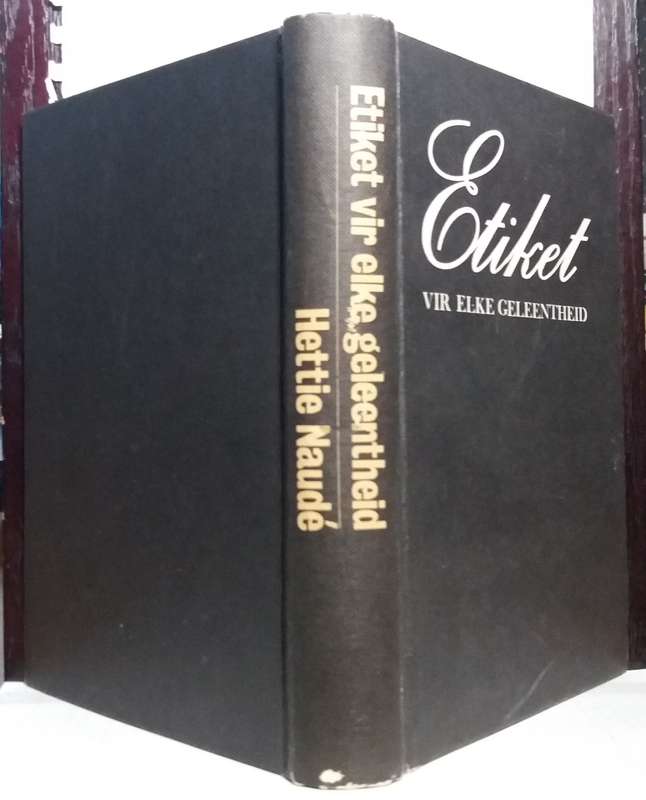 Etiket vir elke geleentheid
Hettie Naudé
Etiket
VIR ELKE GELEENTHEID